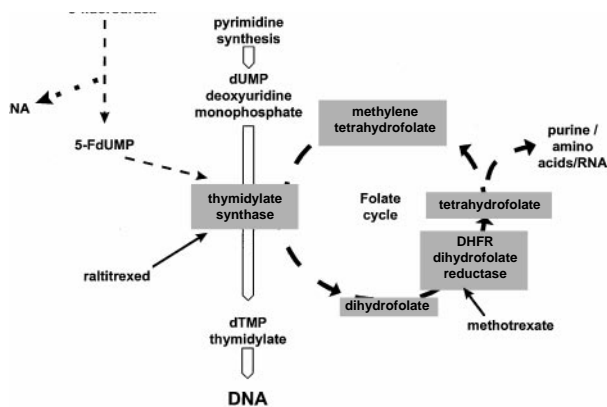 pyrimidine
synthesis
dUMP
deoxyuridine
monophosphate
methylene
tetrahydrofolate
purine /
amino
acids/RNA
5-FdUMP
thymidylate
synthase
Folate
cycle
tetrahydrofolate
DHFR
dihydrofolate
reductase
raltitrexed
dihydrofolate
methotrexate
dTMP
thymidylate
DNA